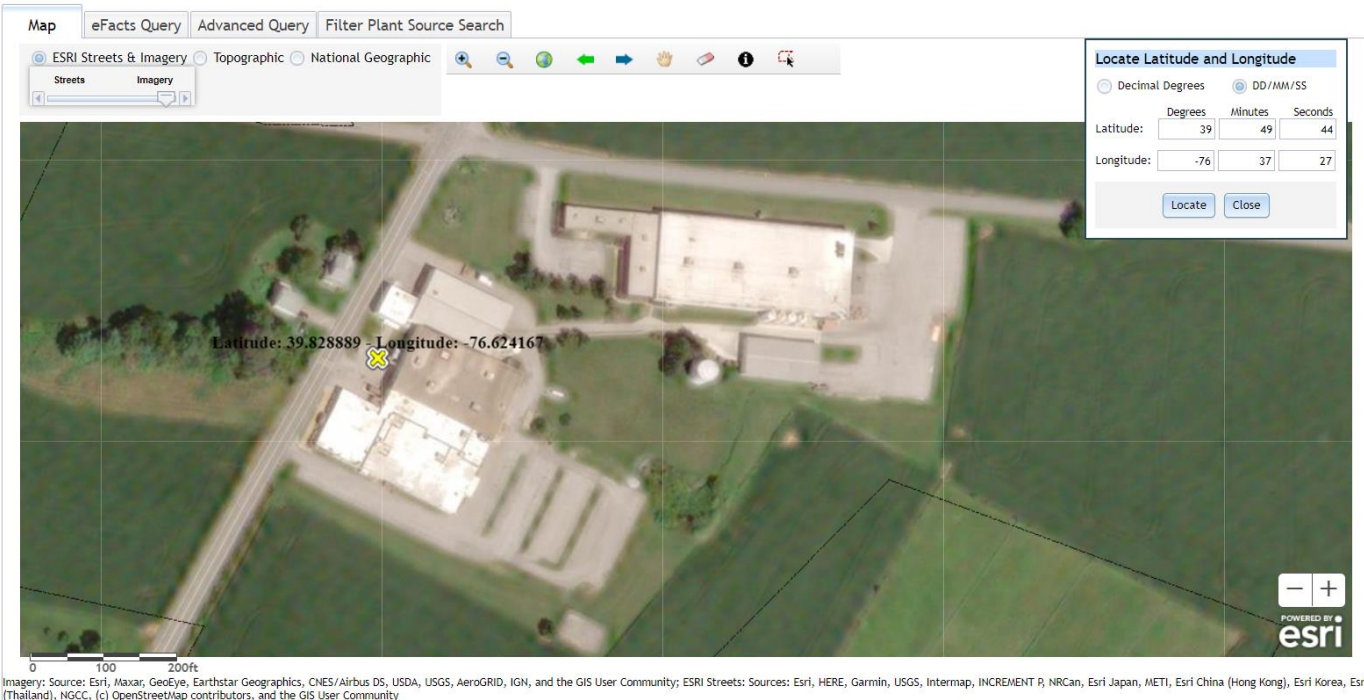 Map eFacts Query Advanced Query Filter Plant Source Search
ESRI Streets & Imagery Topographic National Geographic
Streets Imagery
Locate Latitude and Longitude
Decimal Degrees DD/MM/SS
Degrees Minutes Seconds
Latitude: 39 49 44
Longitude: -76 37 27
Locate Close
Latitude: 39.828889 - Longitude: -76.624167
POWERED BY
esri
0 100 200ft
Imagery: Source: Esri, Maxar, GeoEye, Earthstar Geographics, CNES/Airbus DS, USDA, USGS, AeroGRID, IGN, and the GIS User Community; ESRI Streets: Sources: Esri, HERE, Garmin, USGS, Intermap, INCREMENT P, NRCan, Esri Japan, METI, Esri China (Hong Kong), Esri Korea, Esr
(Thailand), NGCC, (c) OpenStreetMap contributors, and the GIS User Community